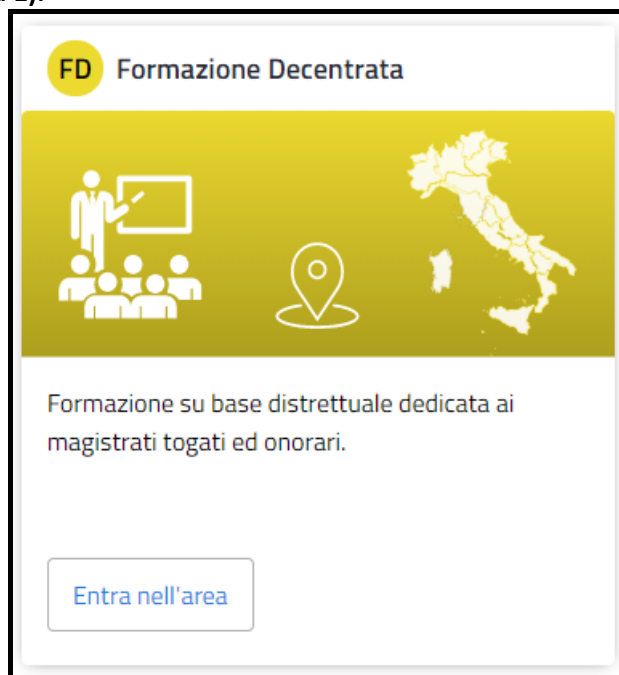 FD Formazione Decentrata
Formazione su base distrettuale dedicata ai
magistrati togati ed onorari.
Entra nell'area